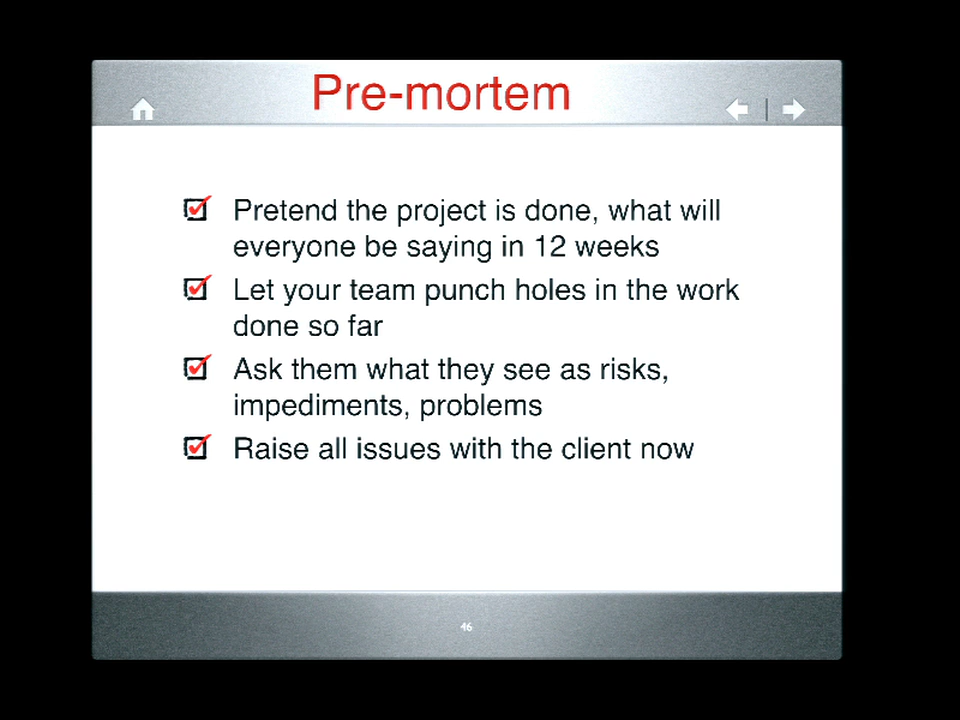 Pre-mortem
Pretend the project is done, what will
everyone be saying in 12 weeks
Let your team punch holes in the work
done so far
Ask them what they see as risks,
impediments, problems
Raise all issues with the client now
46